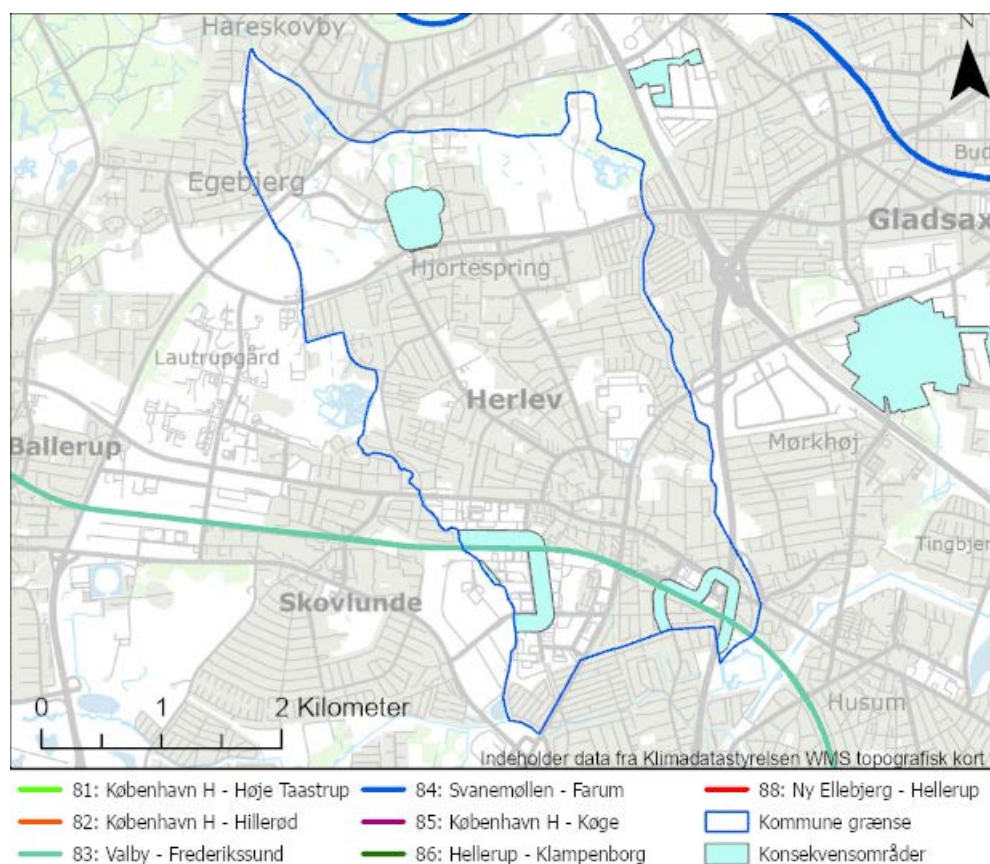 Hareskovby
N
Bud
Egebjerg
Gladsax
Hjortespring
Lautrupgård
Herlev
Ballerup
Mørkhøj
Tingbjer
Skovlunde
Husum
0 1 2 Kilometer
Indeholder data fra Klimadatastyrelsen WMS topografisk kort
81: København H - Høje Taastrup 84: Svanemøllen - Farum 88: Ny Ellebjerg - Hellerup
82: København H - Hillerød 85: København H - Køge Kommune grænse
83: Valby - Frederikssund 86: Hellerup - Klampenborg Konsekvensområder